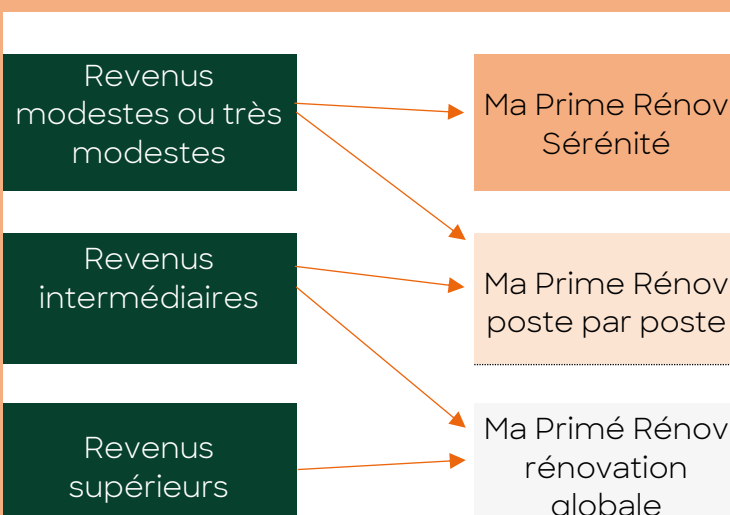 Revenus
modestes ou très
modestes
Ma Prime Rénov
Sérénité
Revenus
intermédiaires
Ma Prime Rénov
poste par poste
Revenus
supérieurs
Ma Primé Rénov
rénovation
globale